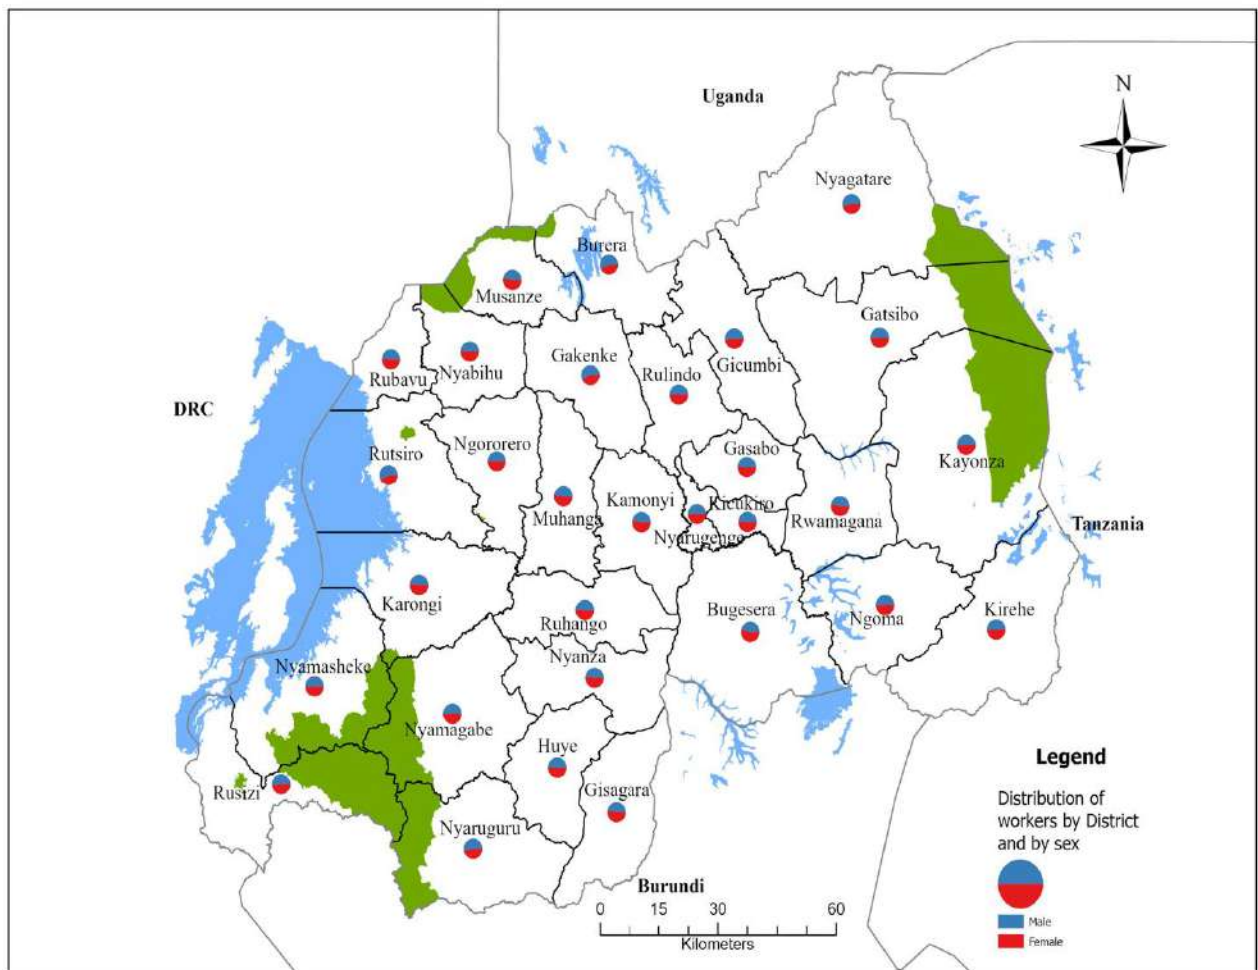 N
Uganda
Nyagatare
Burera
Musanze
Gatsibo
Gakenke
Gicumbi
Rubavu
Nyabihu
Rulindo
DRC
Ngororero
Gasabo
Rutsiro
Kayonza
Kamonyi
Kicukiro
Muhanga
Rwamagana
Tanzania
Nyarugenge
Karongi
Bugesera
Kirehe
Ruhango
Ngoma
Nyanza
Nyamasheke
Nyamagabe
Huye
Gisagara
Rusizi
Nyaruguru
Burundi
0 15 30 60
Kilometers
Legend
Distribution of
workers by District
and by sex
Male
Female